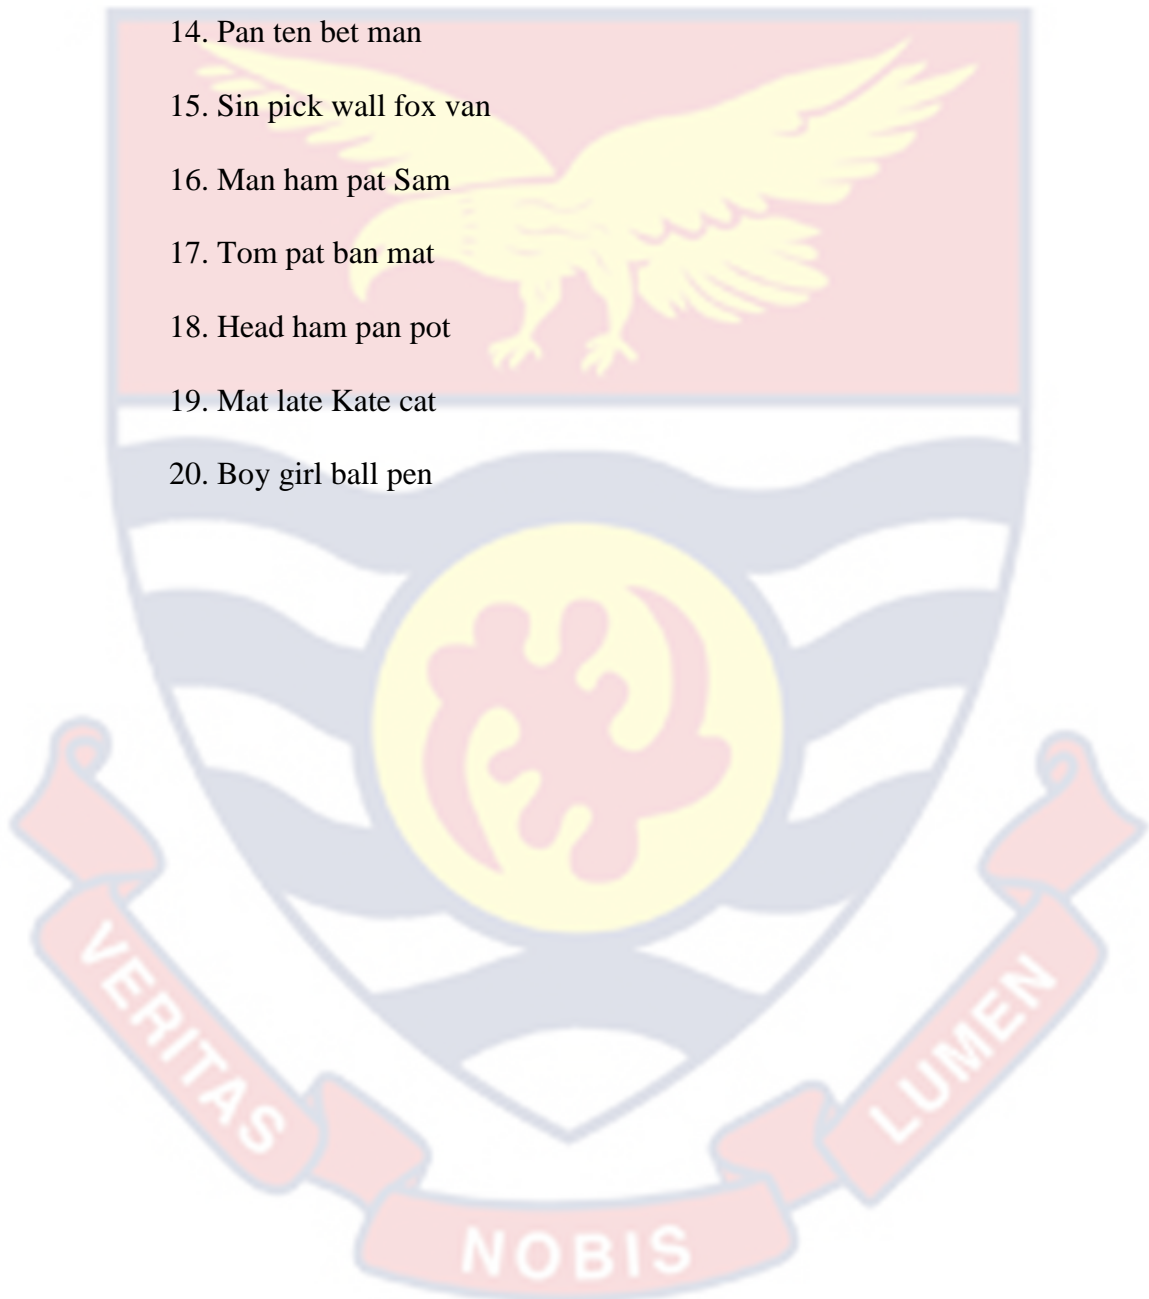 14. Pan ten bet man
15. Sin pick wall fox van
16. Man ham pat Sam
17. Tom pat ban mat
18. Head ham pan pot
19. Mat late Kate cat
20. Boy girl ball pen
VERITAS
NOBIS
LUMEN